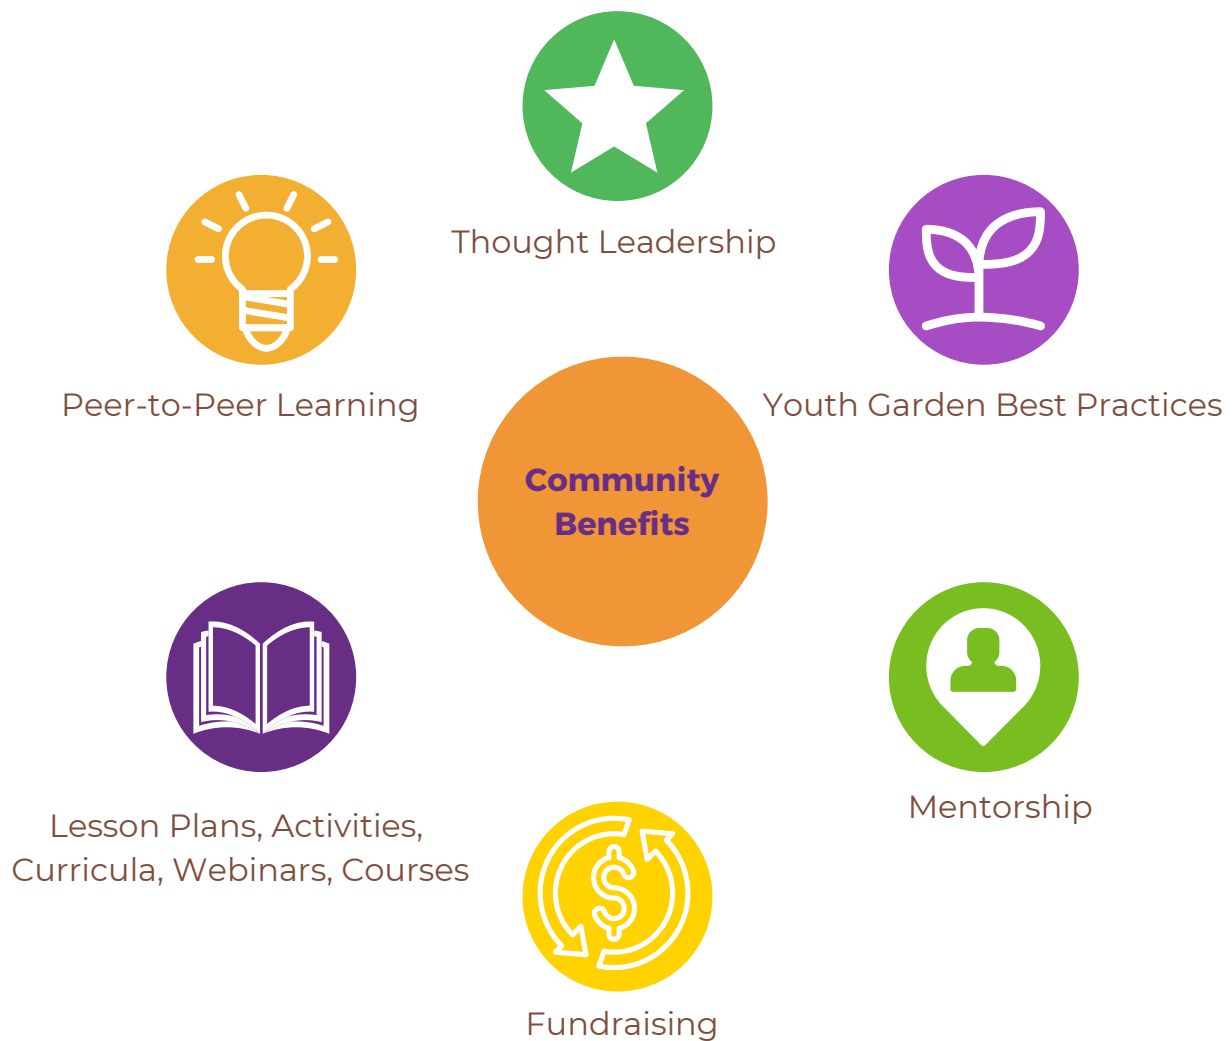 Thought Leadership
Peer-to-Peer Learning
Youth Garden Best Practices
Community
Benefits
Mentorship
Lesson Plans, Activities,
Curricula, Webinars, Courses
Fundraising